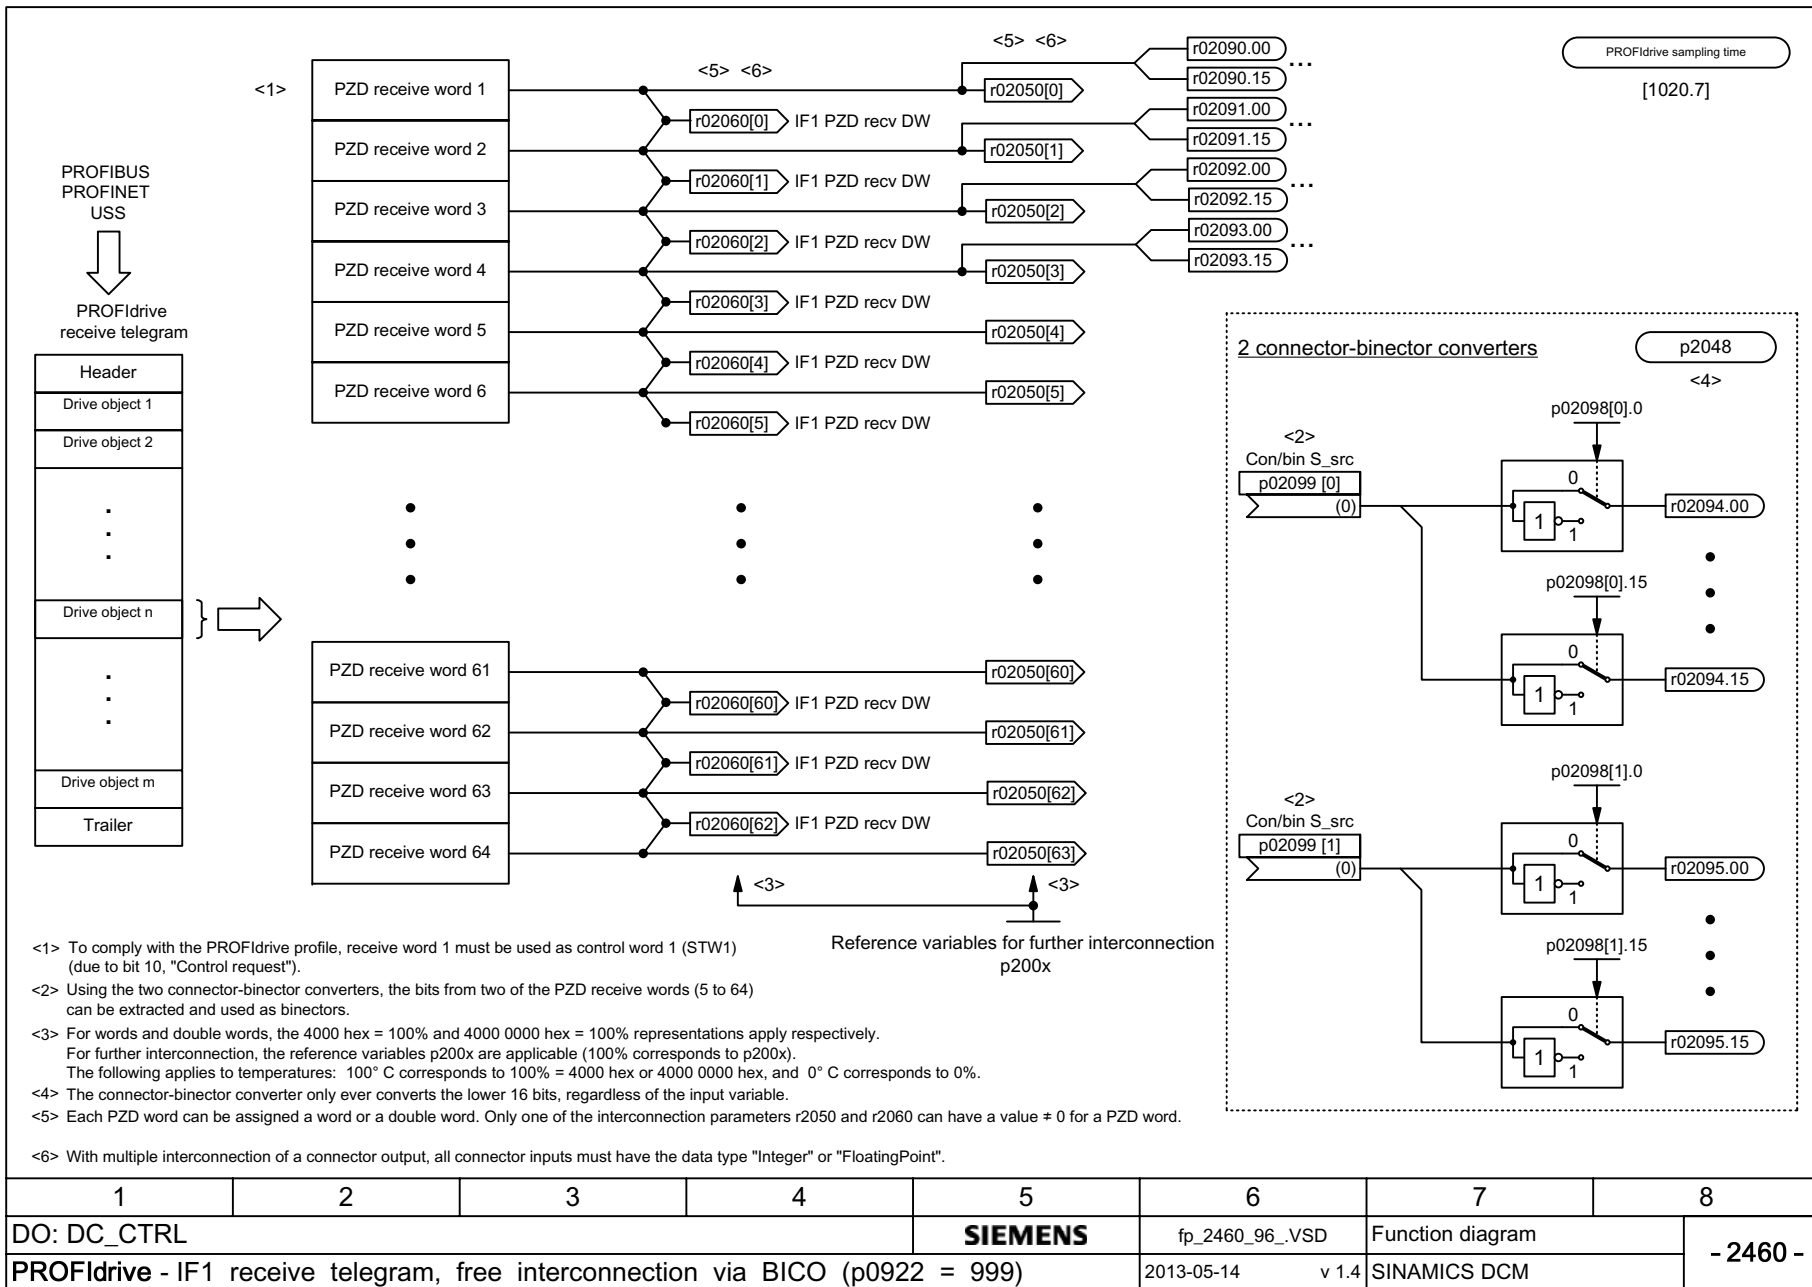 <5> <6>
PROFIdrive sampling time
[1020.7]
<1>
<5> <6>
PZD receive word 1
PZD receive word 2
PZD receive word 3
PZD receive word 4
PZD receive word 5
PZD receive word 6
r02060[0] IF1 PZD recv DW
r02060[1] IF1 PZD recv DW
r02060[2] IF1 PZD recv DW
r02060[3] IF1 PZD recv DW
r02060[4] IF1 PZD recv DW
r02060[5] IF1 PZD recv DW
r02050[0]
r02050[1]
r02050[2]
r02050[3]
r02050[4]
r02050[5]
r02090.00
...
r02090.15
r02091.00
...
r02091.15
r02092.00
...
r02092.15
r02093.00
...
r02093.15
PROFIBUS
PROFINET
USS
PROFIdrive
receive telegram
Header
Drive object 1
Drive object 2
Drive object n
}
Drive object m
Trailer
PZD receive word 61
PZD receive word 62
PZD receive word 63
PZD receive word 64
r02060[60] IF1 PZD recv DW
r02060[61] IF1 PZD recv DW
r02060[62] IF1 PZD recv DW
r02050[60]
r02050[61]
r02050[62]
r02050[63]
<3>
<3>
Reference variables for further interconnection
p200x
2 connector-binector converters
p2048
<4>
p02098[0].0
<2>
Con/bin S_src
p02099 [0]
(0)
0
1
1
r02094.00
p02098[0].15
0
1
1
r02094.15
p02098[1].0
<2>
Con/bin S_src
p02099 [1]
(0)
0
1
1
r02095.00
p02098[1].15
0
1
1
r02095.15
<1> To comply with the PROFIdrive profile, receive word 1 must be used as control word 1 (STW1)
(due to bit 10, "Control request").
<2> Using the two connector-binector converters, the bits from two of the PZD receive words (5 to 64)
can be extracted and used as binectors.
<3> For words and double words, the 4000 hex = 100% and 4000 0000 hex = 100% representations apply respectively.
For further interconnection, the reference variables p200x are applicable (100% corresponds to p200x).
The following applies to temperatures: 100° C corresponds to 100% = 4000 hex or 4000 0000 hex, and 0° C corresponds to 0%.
<4> The connector-binector converter only ever converts the lower 16 bits, regardless of the input variable.
<5> Each PZD word can be assigned a word or a double word. Only one of the interconnection parameters r2050 and r2060 can have a value ≠ 0 for a PZD word.
<6> With multiple interconnection of a connector output, all connector inputs must have the data type "Integer" or "FloatingPoint".
1 2 3 4 5 6 7 8
DO: DC_CTRL SIEMENS fp_2460_96_.VSD Function diagram
- 2460 -
PROFIdrive - IF1 receive telegram, free interconnection via BICO (p0922 = 999) 2013-05-14 v 1.4 SINAMICS DCM